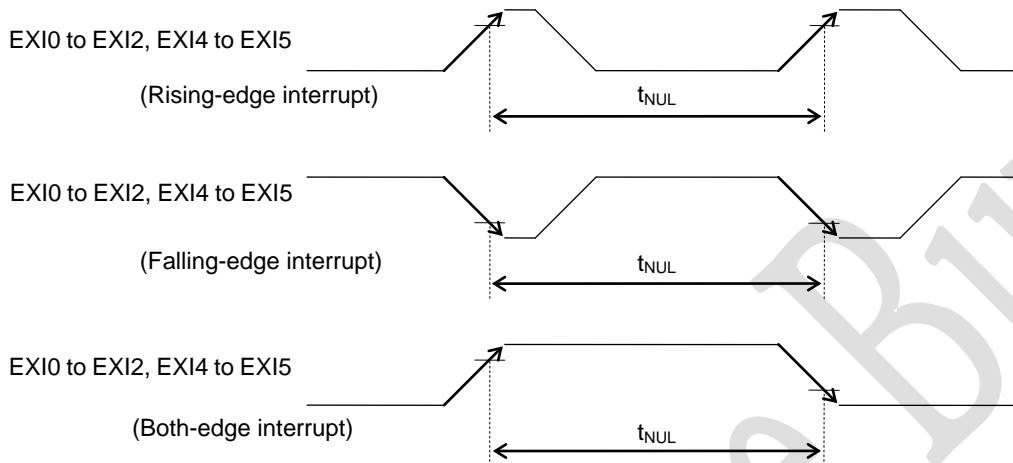 EXI0 to EXI2, EXI4 to EXI5
(Rising-edge interrupt)
tNUL
EXI0 to EXI2, EXI4 to EXI5
(Falling-edge interrupt)
tNUL
EXI0 to EXI2, EXI4 to EXI5
(Both-edge interrupt)
tNUL